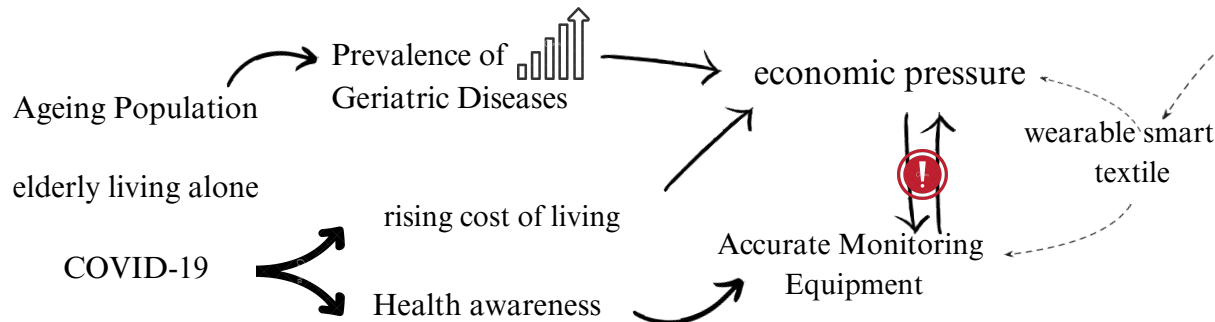 Prevalence of
Geriatric Diseases
economic pressure
Ageing Population
wearable smart
textile
elderly living alone
rising cost of living
Accurate Monitoring
Equipment
COVID-19
Health awareness
!